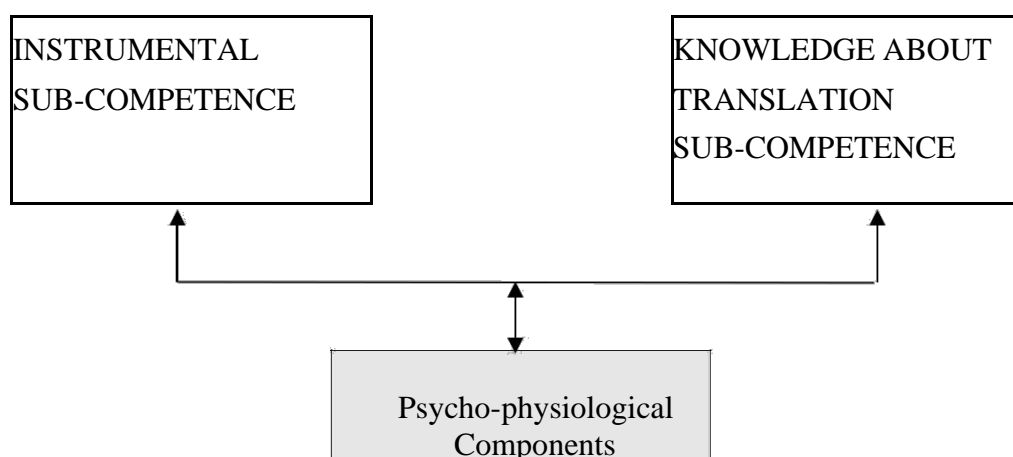 INSTRUMENTAL
SUB-COMPETENCE
KNOWLEDGE ABOUT
TRANSLATION
SUB-COMPETENCE
Psycho-physiological
Components